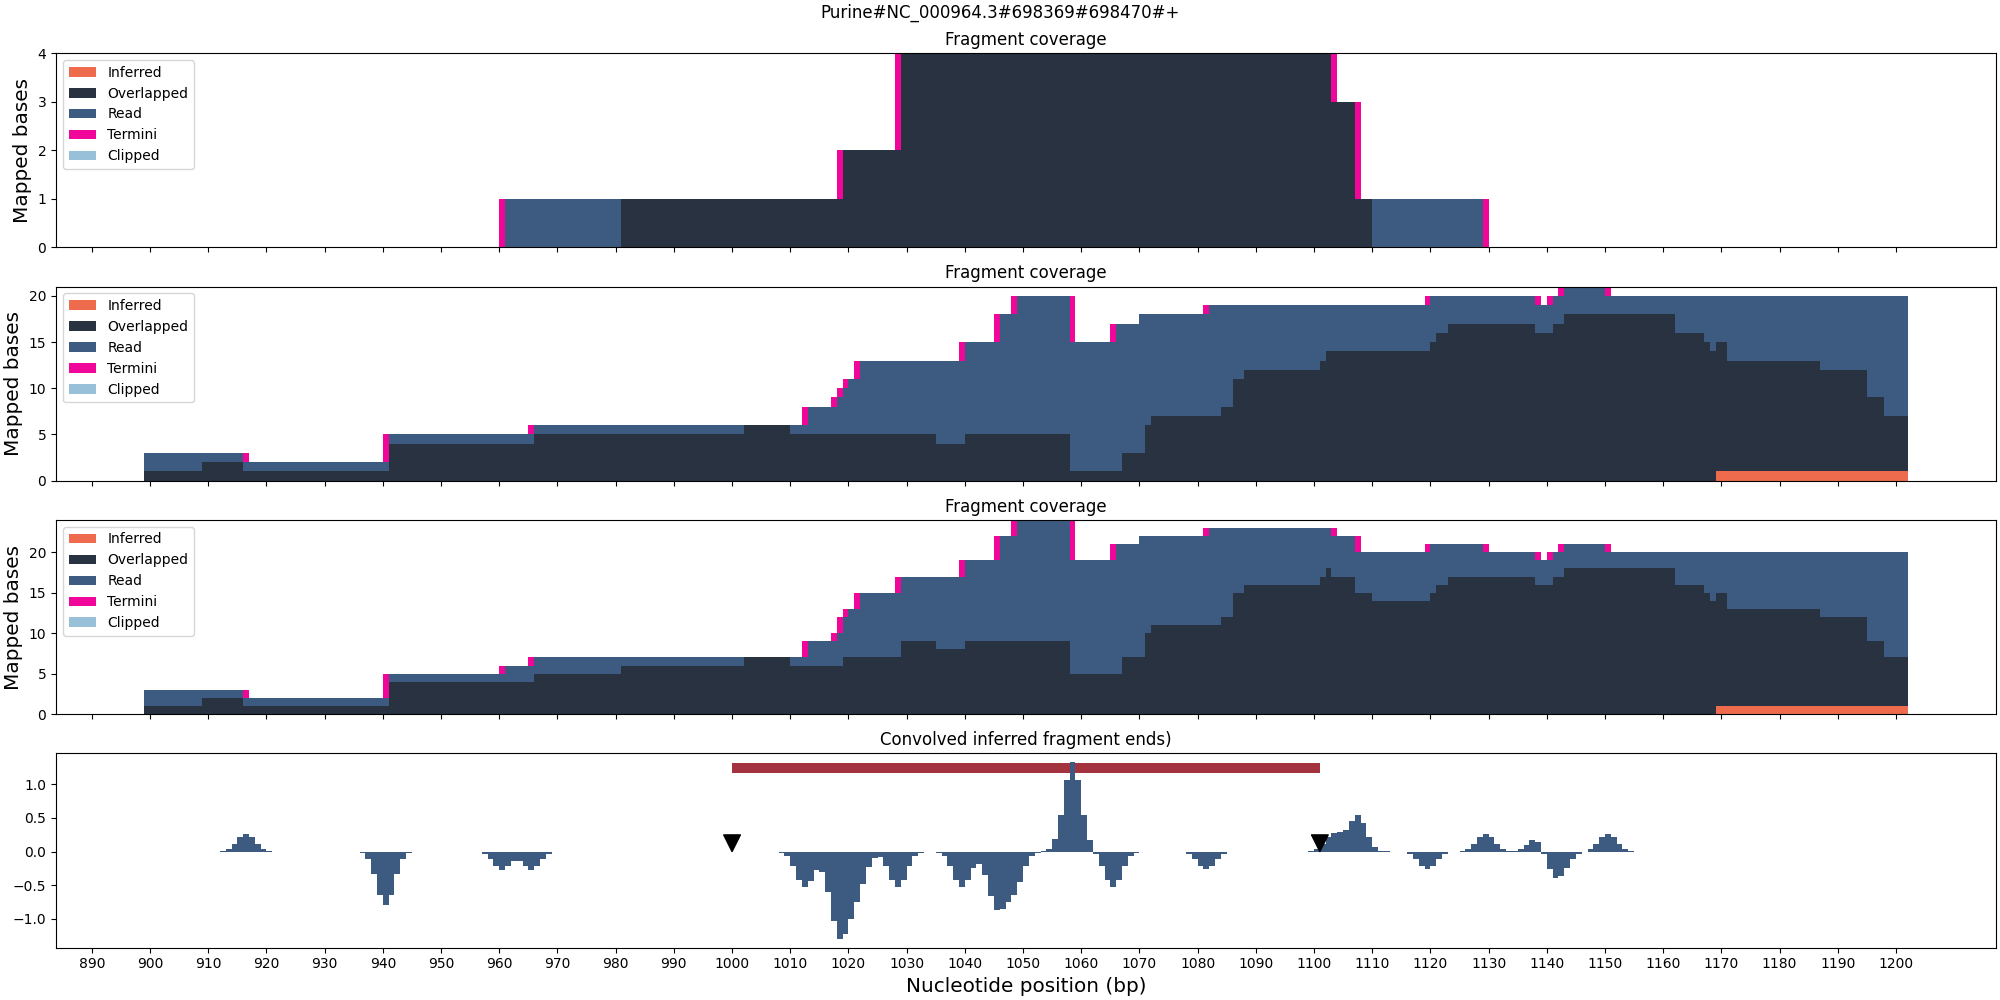 Purine#NC_000964.3#698369#698470#+
Fragment coverage
Mapped bases
4
3
2
1
0
Inferred
Overlapped
Read
Termini
Clipped
Fragment coverage
Mapped bases
20
15
10
5
0
Inferred
Overlapped
Read
Termini
Clipped
Fragment coverage
Mapped bases
20
15
10
5
0
Inferred
Overlapped
Read
Termini
Clipped
Convolved inferred fragment ends)
1.0
0.5
0.0
−0.5
−1.0
890 900 910 920 930 940 950 960 970 980 990 1000 1010 1020 1030 1040 1050 1060 1070 1080 1090 1100 1110 1120 1130 1140 1150 1160 1170 1180 1190 1200
Nucleotide position (bp)